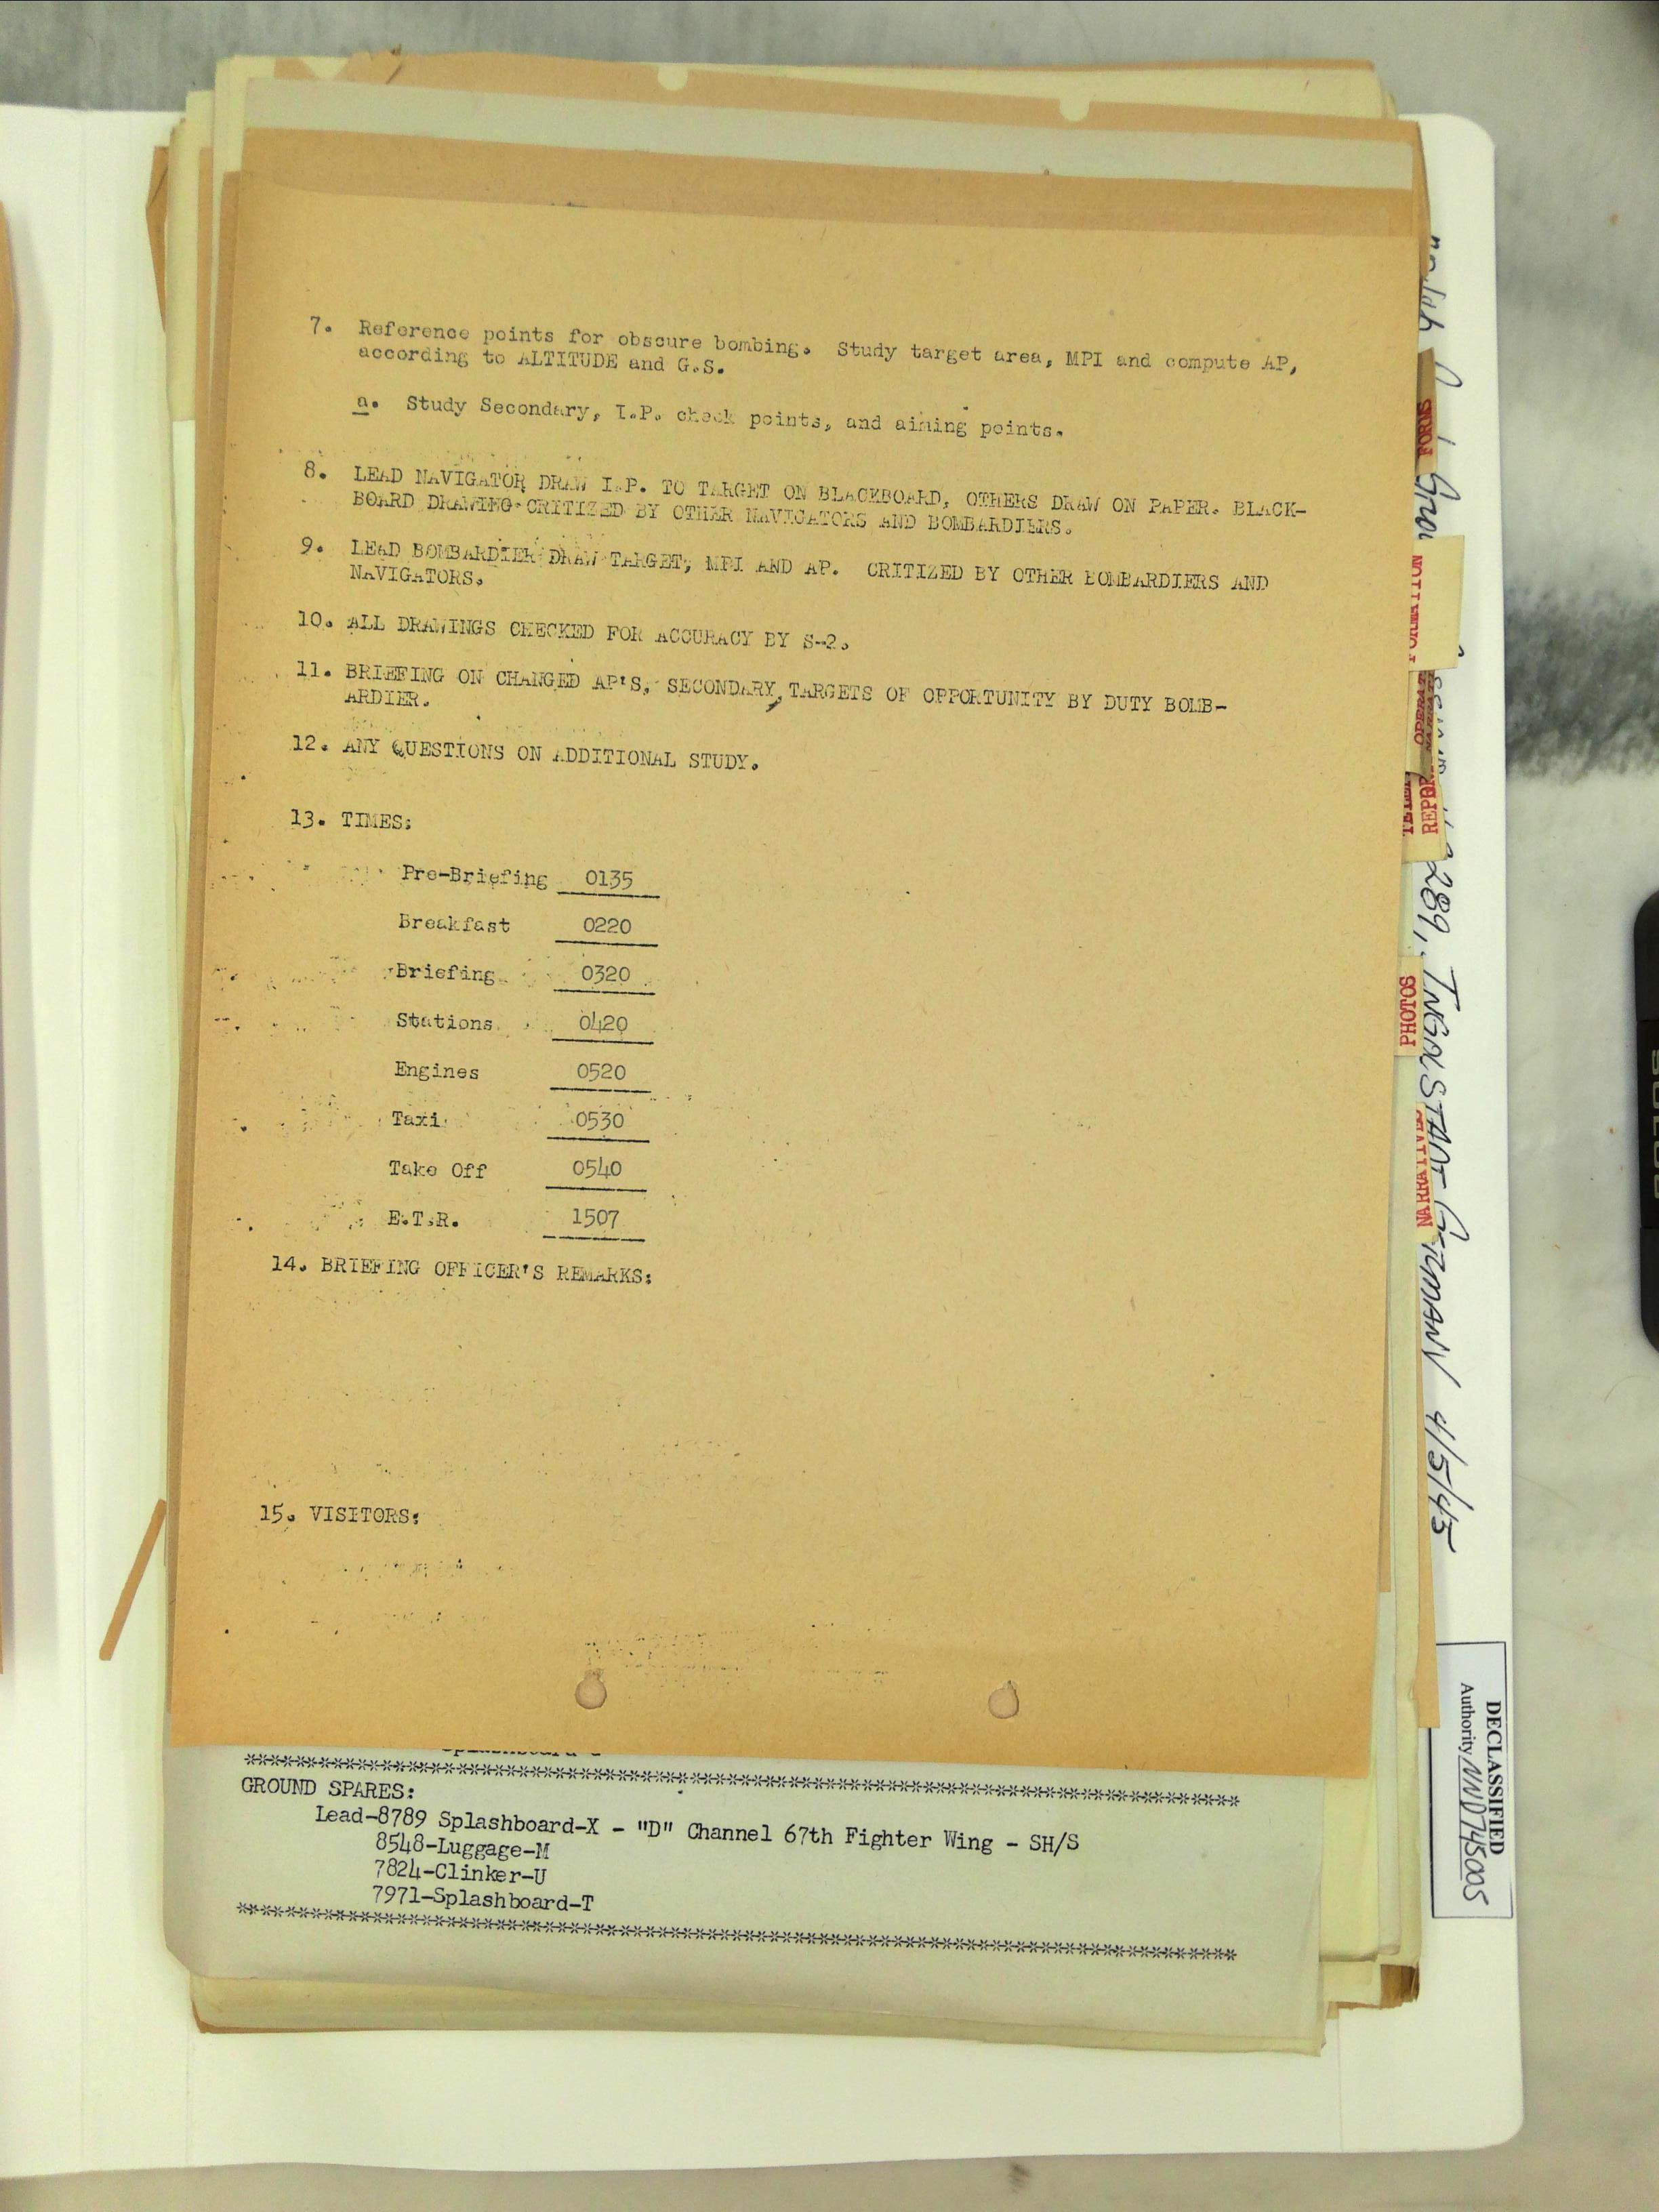 7. Reference points for obscure bombing. Study target area, MPI and compute AP,
according to ALTITUDE and G.S.
a. Study Secondary, I.P. check points, and aiming points.
8. LEAD NAVIGATOR DRAW I.P. TO TARGET ON BLACKBOARD, OTHERS DRAW ON PAPER. BLACK-
BOARD DRAWING CRITIZED BY OTHER NAVIGATORS AND BOMBARDIERS.
9. LEAD BOMBARDIER DRAW TARGET, MPI AND AP. CRITIZED BY OTHER BOMBARDIERS AND
NAVIGATORS.
10. ALL DRAWINGS CHECKED FOR ACCURACY BY S-2.
11. BRIEFING ON CHANGED AP'S, SECONDARY, TARGETS OF OPPORTUNITY BY DUTY BOMB-
ARDIER.
12. ANY QUESTIONS ON ADDITIONAL STUDY.
13. TIMES:
Pre-Briefing 0135
Breakfast 0220
Briefing 0320
Stations 0420
Engines 0520
Taxi 0530
Take Off 0540
E.T.R. 1507
14. BRIEFING OFFICER'S REMARKS:
15. VISITORS:
GROUND SPARES:
Lead-8789 Splashboard-X - "D" Channel 67th Fighter Wing - SH/S
8548-Luggage-M
7824-Clinker-U
7971-Splashboard-T
FORMS
FORMATION
PHOTOS
NARRATIVES
289, INGOLSTADT GERMANY 4/5/45
DECLASSIFIED
Authority NND745005